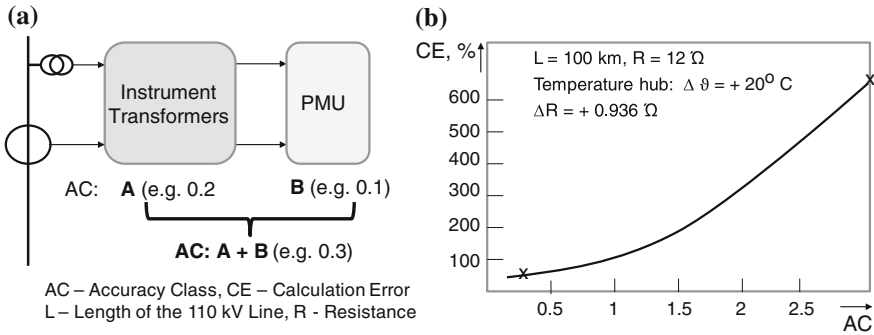 (a)
Instrument
Transformers
PMU
AC: A (e.g. 0.2 B (e.g. 0.1)
AC: A + B (e.g. 0.3)
AC – Accuracy Class, CE – Calculation Error
L – Length of the 110 kV Line, R - Resistance
(b)
CE, %
L = 100 km, R = 12 Ω
Temperature hub: Δ ϑ = + 20⁰ C
ΔR = + 0.936 Ω
600
500
400
300
200
100
0.5 1 1.5 2 2.5
AC